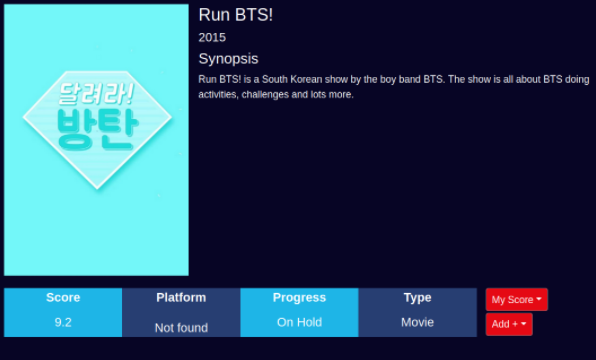 달려라!
방탄
Run BTS!
2015
Synopsis
Run BTS! is a South Korean show by the boy band BTS. The show is all about BTS doing
activities, challenges and lots more.
Score
Platform
Progress
Type
9.2
Not found
On Hold
Movie
My Score
Add +